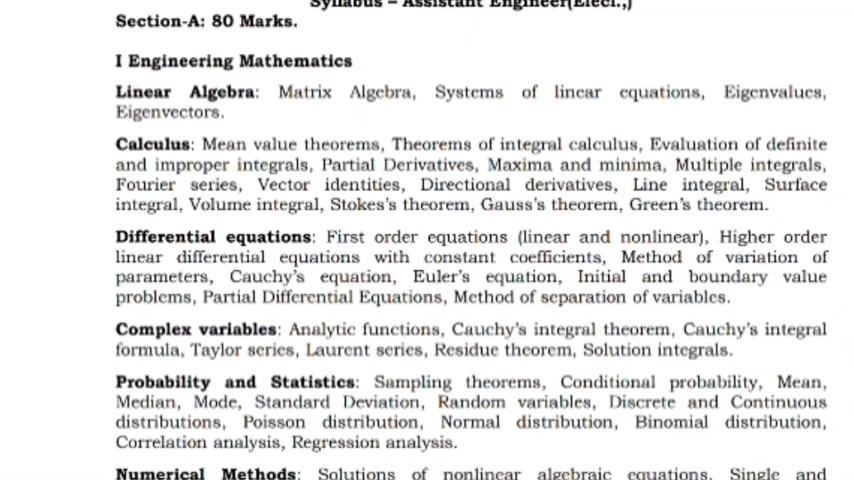 Syllabus – Assistant Engineer(Elecl.,)
Section-A: 80 Marks.
I Engineering Mathematics
Linear Algebra: Matrix Algebra, Systems of linear equations, Eigenvalues,
Eigenvectors.
Calculus: Mean value theorems, Theorems of integral calculus, Evaluation of definite
and improper integrals, Partial Derivatives, Maxima and minima, Multiple integrals,
Fourier series, Vector identities, Directional derivatives, Line integral, Surface
integral, Volume integral, Stokes's theorem, Gauss's theorem, Green's theorem.
Differential equations: First order equations (linear and nonlinear), Higher order
linear differential equations with constant coefficients, Method of variation of
parameters, Cauchy's equation, Euler's equation, Initial and boundary value
problems, Partial Differential Equations, Method of separation of variables.
Complex variables: Analytic functions, Cauchy's integral theorem, Cauchy's integral
formula, Taylor series, Laurent series, Residue theorem, Solution integrals.
Probability and Statistics: Sampling theorems, Conditional probability, Mean,
Median, Mode, Standard Deviation, Random variables, Discrete and Continuous
distributions, Poisson distribution, Normal distribution, Binomial distribution,
Correlation analysis, Regression analysis.
Numerical Methods: Solutions of nonlinear algebraic equations, Single and